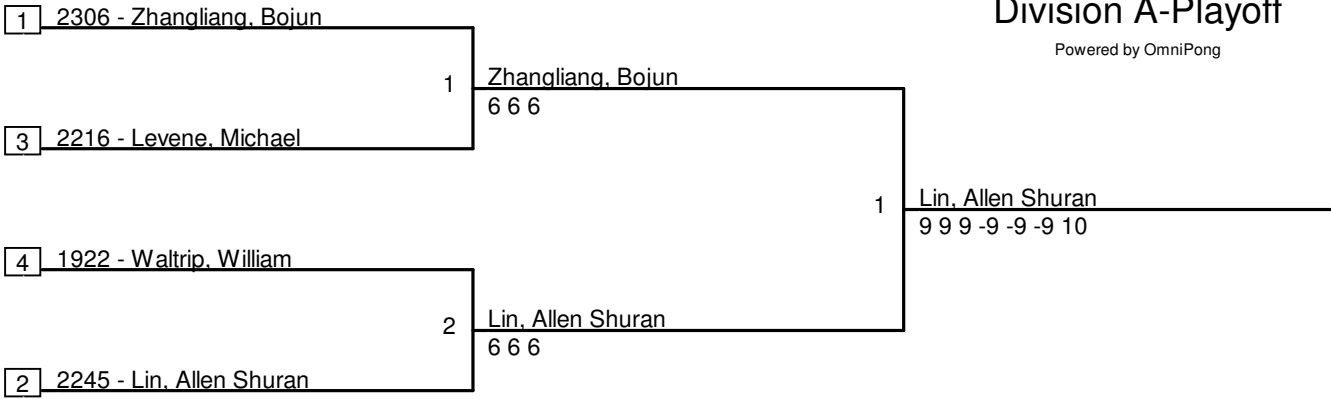 Division A-Playoff
Powered by OmniPong
1 2306 - Zhangliang, Bojun
1 Zhangliang, Bojun
6 6 6
3 2216 - Levene, Michael
1 Lin, Allen Shuran
9 9 9 -9 -9 -9 10
4 1922 - Waltrip, William
2 Lin, Allen Shuran
6 6 6
2 2245 - Lin, Allen Shuran